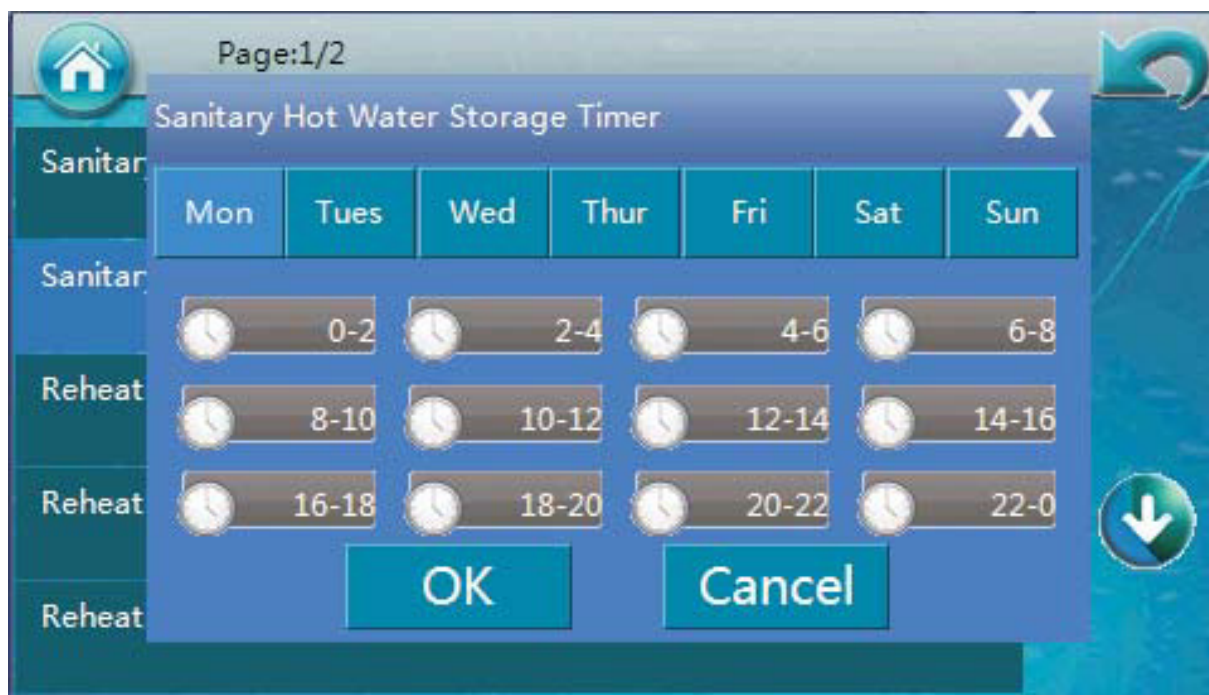 Page:1/2
Sanitary Hot Water Storage Timer X
Sanitar
Mon Tues Wed Thur Fri Sat Sun
Sanitar
0-2 2-4 4-6 6-8
Reheat
8-10 10-12 12-14 14-16
Reheat
16-18 18-20 20-22 22-0
OK Cancel
Reheat